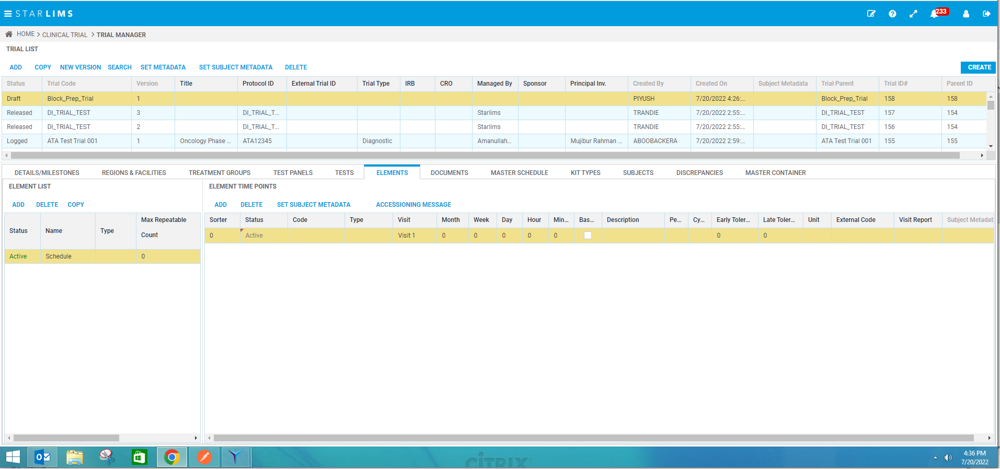 STARLIMS
233
HOME > CLINICAL TRIAL > TRIAL MANAGER
TRIAL LIST
ADD COPY NEW VERSION SEARCH SET METADATA SET SUBJECT METADATA DELETE CREATE
Status Trial Code Version Title Protocol ID External Trial ID Trial Type IRB CRO Managed By Sponsor Principal Inv. Created By Created On Subject Metadata Trial Parent Trial ID# Parent ID
Draft Block_Prep_Trial 1 PIYUSH 7/20/2022 4:26:... Block_Prep_Trial 158 158
Released DI_TRIAL_TEST 3 DI_TRIAL_T... Starlims TRANDIE 7/20/2022 2:55:... DI_TRIAL_TEST 157 154
Released DI_TRIAL_TEST 2 DI_TRIAL_T... Starlims TRANDIE 7/20/2022 2:55:... DI_TRIAL_TEST 156 154
Logged ATA Test Trial 001 1 Oncology Phase ... ATA12345 Diagnostic Amanullah... Mujibur Rahman ... ABOOBACKERA 7/20/2022 2:59:... ATA Test Trial 001 155 155
DETAILS/MILESTONES REGIONS & FACILITIES TREATMENT GROUPS TEST PANELS TESTS ELEMENTS DOCUMENTS MASTER SCHEDULE KIT TYPES SUBJECTS DISCREPANCIES MASTER CONTAINER
ELEMENT LIST
ADD DELETE COPY
Status Name Type Max Repeatable Count
Active Schedule 0
ELEMENT TIME POINTS
ADD DELETE SET SUBJECT METADATA ACCESSIONING MESSAGE
Sorter Status Code Type Visit Month Week Day Hour Min... Bas... Description Pe... Cy... Early Toler... Late Toler... Unit External Code Visit Report Subject Metadat
0 Active Visit 1 0 0 0 0 0 0 0
CITRIX
4:36 PM
7/20/2022